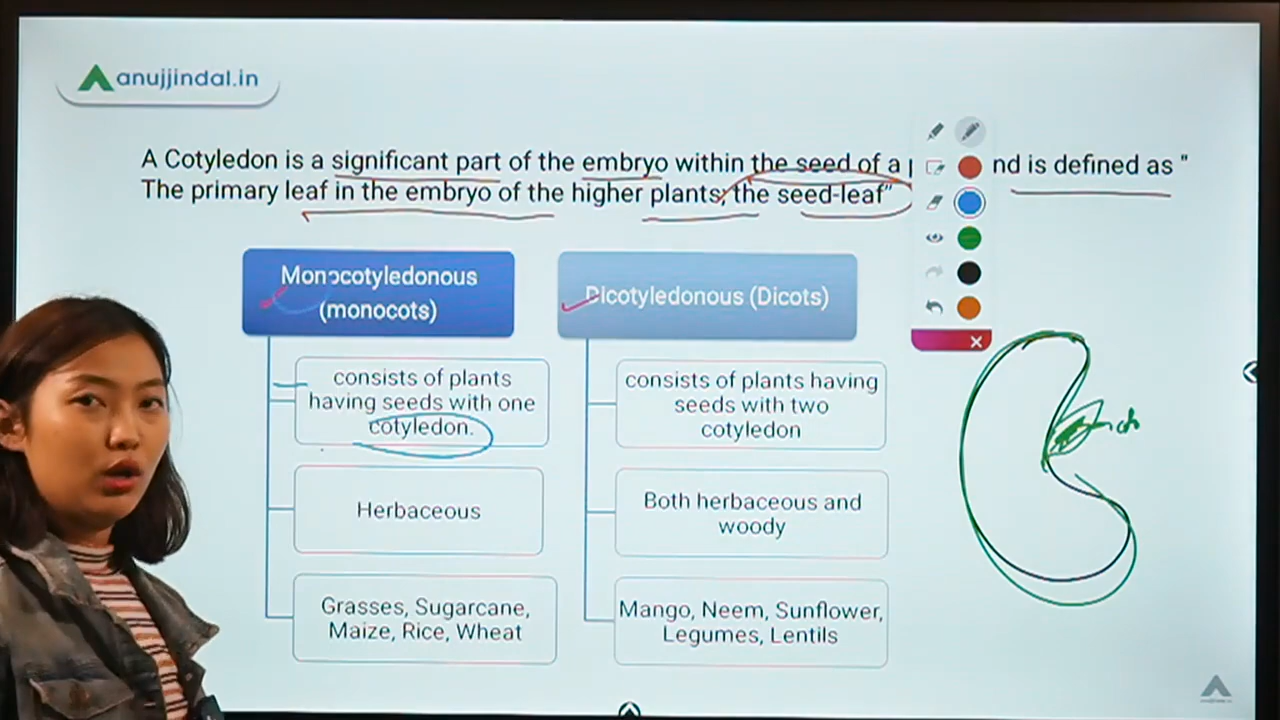 anujjindal.in
A Cotyledon is a significant part of the embryo within the seed of a nd is defined as "
The primary leaf in the embryo of the higher plants; the seed-leaf"
Monocotyledonous
(monocots)
Dicotyledonous (Dicots)
consists of plants
having seeds with one
cotyledon.
consists of plants having
seeds with two
cotyledon
Herbaceous
Both herbaceous and
woody
Grasses, Sugarcane,
Maize, Rice, Wheat
Mango, Neem, Sunflower,
Legumes, Lentils